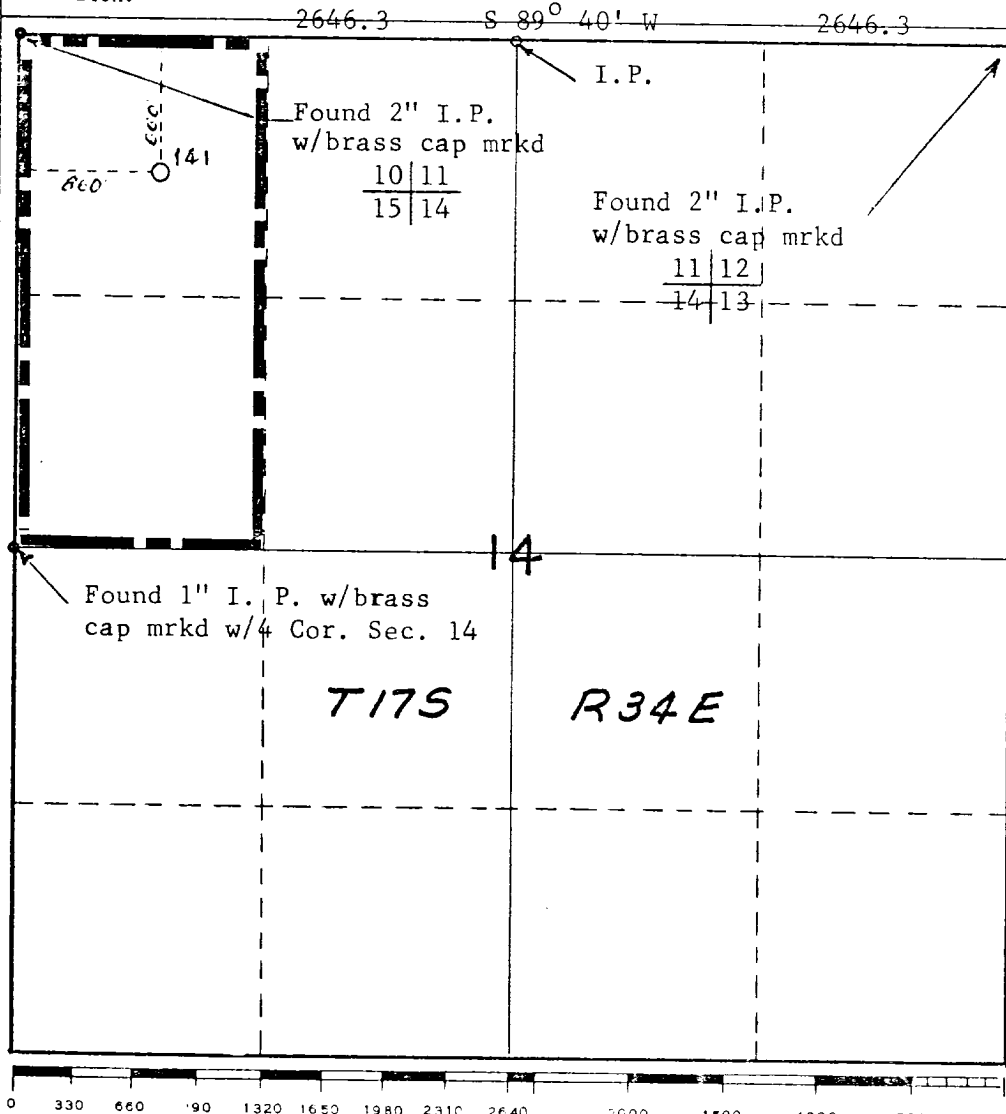 2646.3 S 89° 40' W 2646.3
I.P.
Found 2" I.P.
w/brass cap mrkd
10 | 11
15 | 14
660
660
141
Found 2" I.P.
w/brass cap mrkd
11 | 12
14 | 13
14
Found 1" I. P. w/brass
cap mrkd w/4 Cor. Sec. 14
T17S R34E
0 330 660 '90 1320 1650 1980 2310 2640